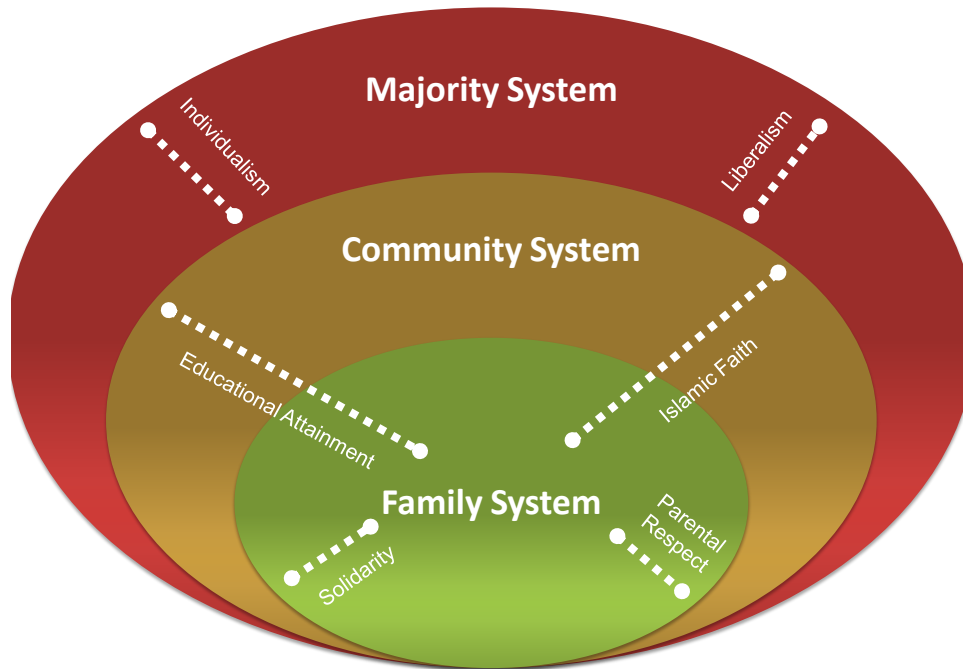 Majority System
Individualism
Liberalism
Community System
Educational Attainment
Islamic Faith
Family System
Solidarity
Parental
Respect